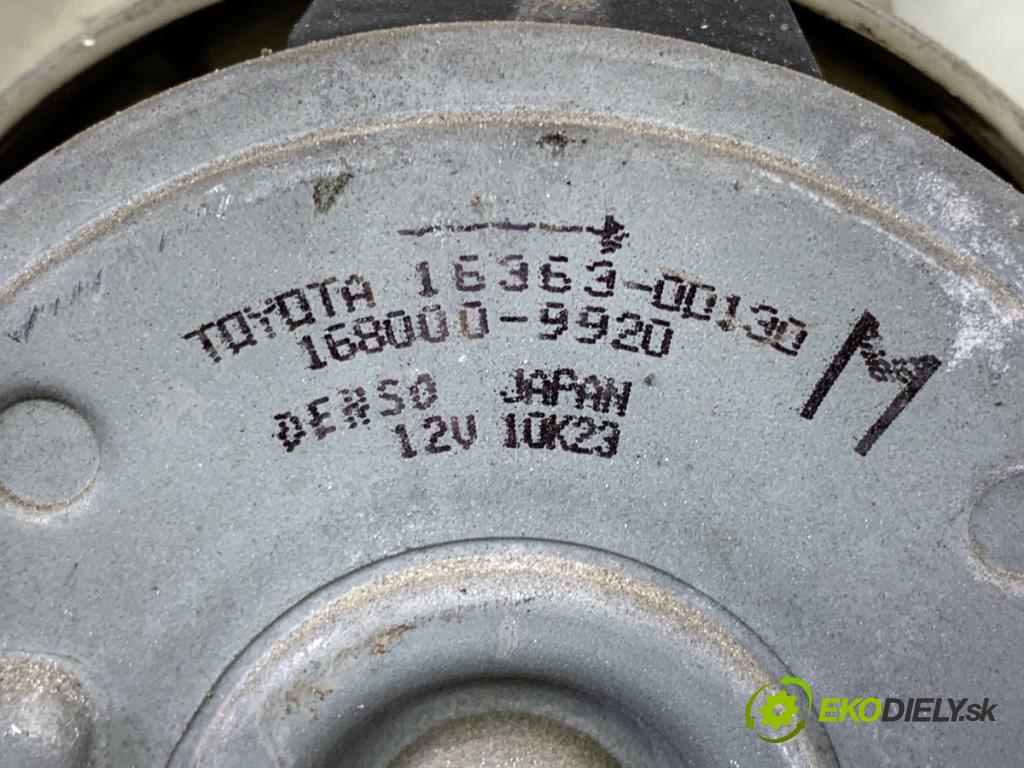 TOYOTA 16363-0D130
168000-9920
DENSO JAPAN
12V 10K23
M
EKODIELY.sk